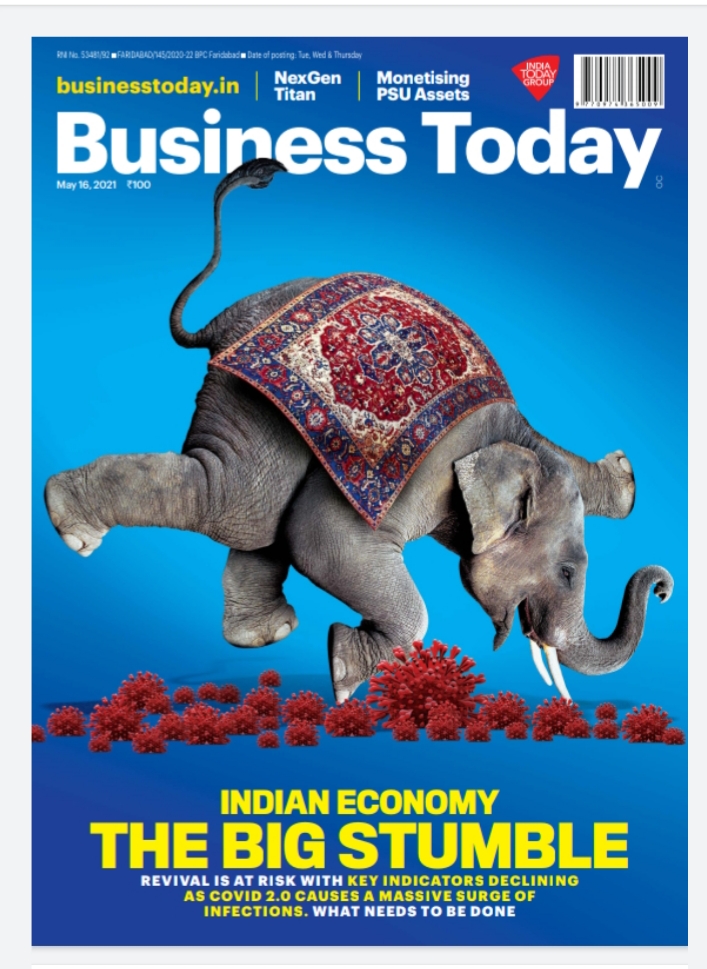 RNI No. 53481/92 ■ FARIDABAD/145/2020-22 BPC Faridabad ■ Date of posting: Tue, Wed & Thursday
businesstoday.in
NexGen
Titan
Monetising
PSU Assets
INDIA
TODAY
GROUP
Business Today
May 16, 2021 ₹100
INDIAN ECONOMY
THE BIG STUMBLE
REVIVAL IS AT RISK WITH KEY INDICATORS DECLINING
AS COVID 2.0 CAUSES A MASSIVE SURGE OF
INFECTIONS. WHAT NEEDS TO BE DONE